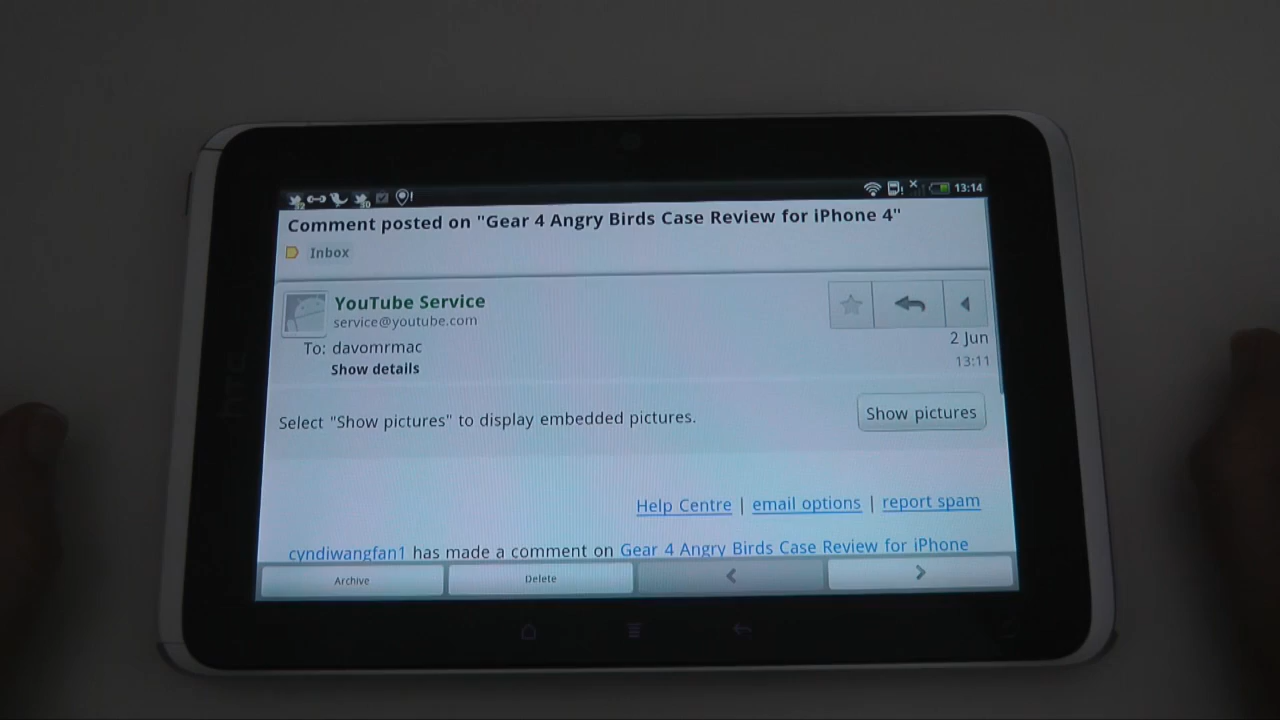 13:14
Comment posted on "Gear 4 Angry Birds Case Review for iPhone 4"
Inbox
YouTube Service
service@youtube.com
To: davomrmac
Show details
2 Jun
13:11
Select "Show pictures" to display embedded pictures.
Show pictures
Help Centre | email options | report spam
cyndiwangfan1 has made a comment on Gear 4 Angry Birds Case Review for iPhone
Archive
Delete
hTC